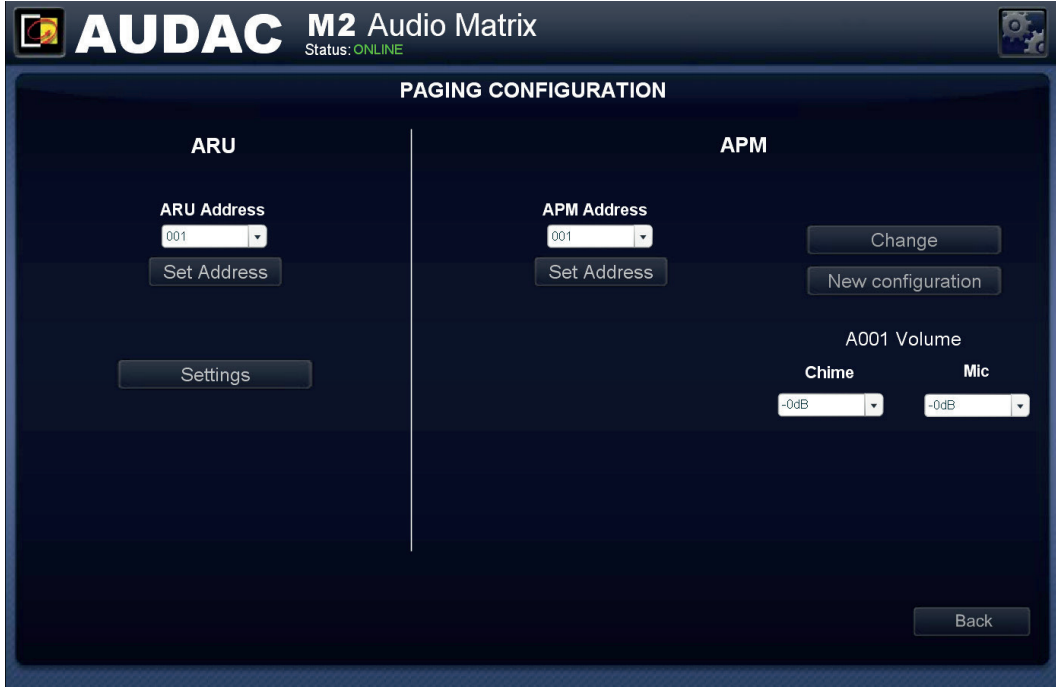 AUDAC M2 Audio Matrix
Status: ONLINE
PAGING CONFIGURATION
ARU
ARU Address
001
Set Address
Settings
APM
APM Address
001
Set Address
Change
New configuration
A001 Volume
Chime Mic
-0dB -0dB
Back